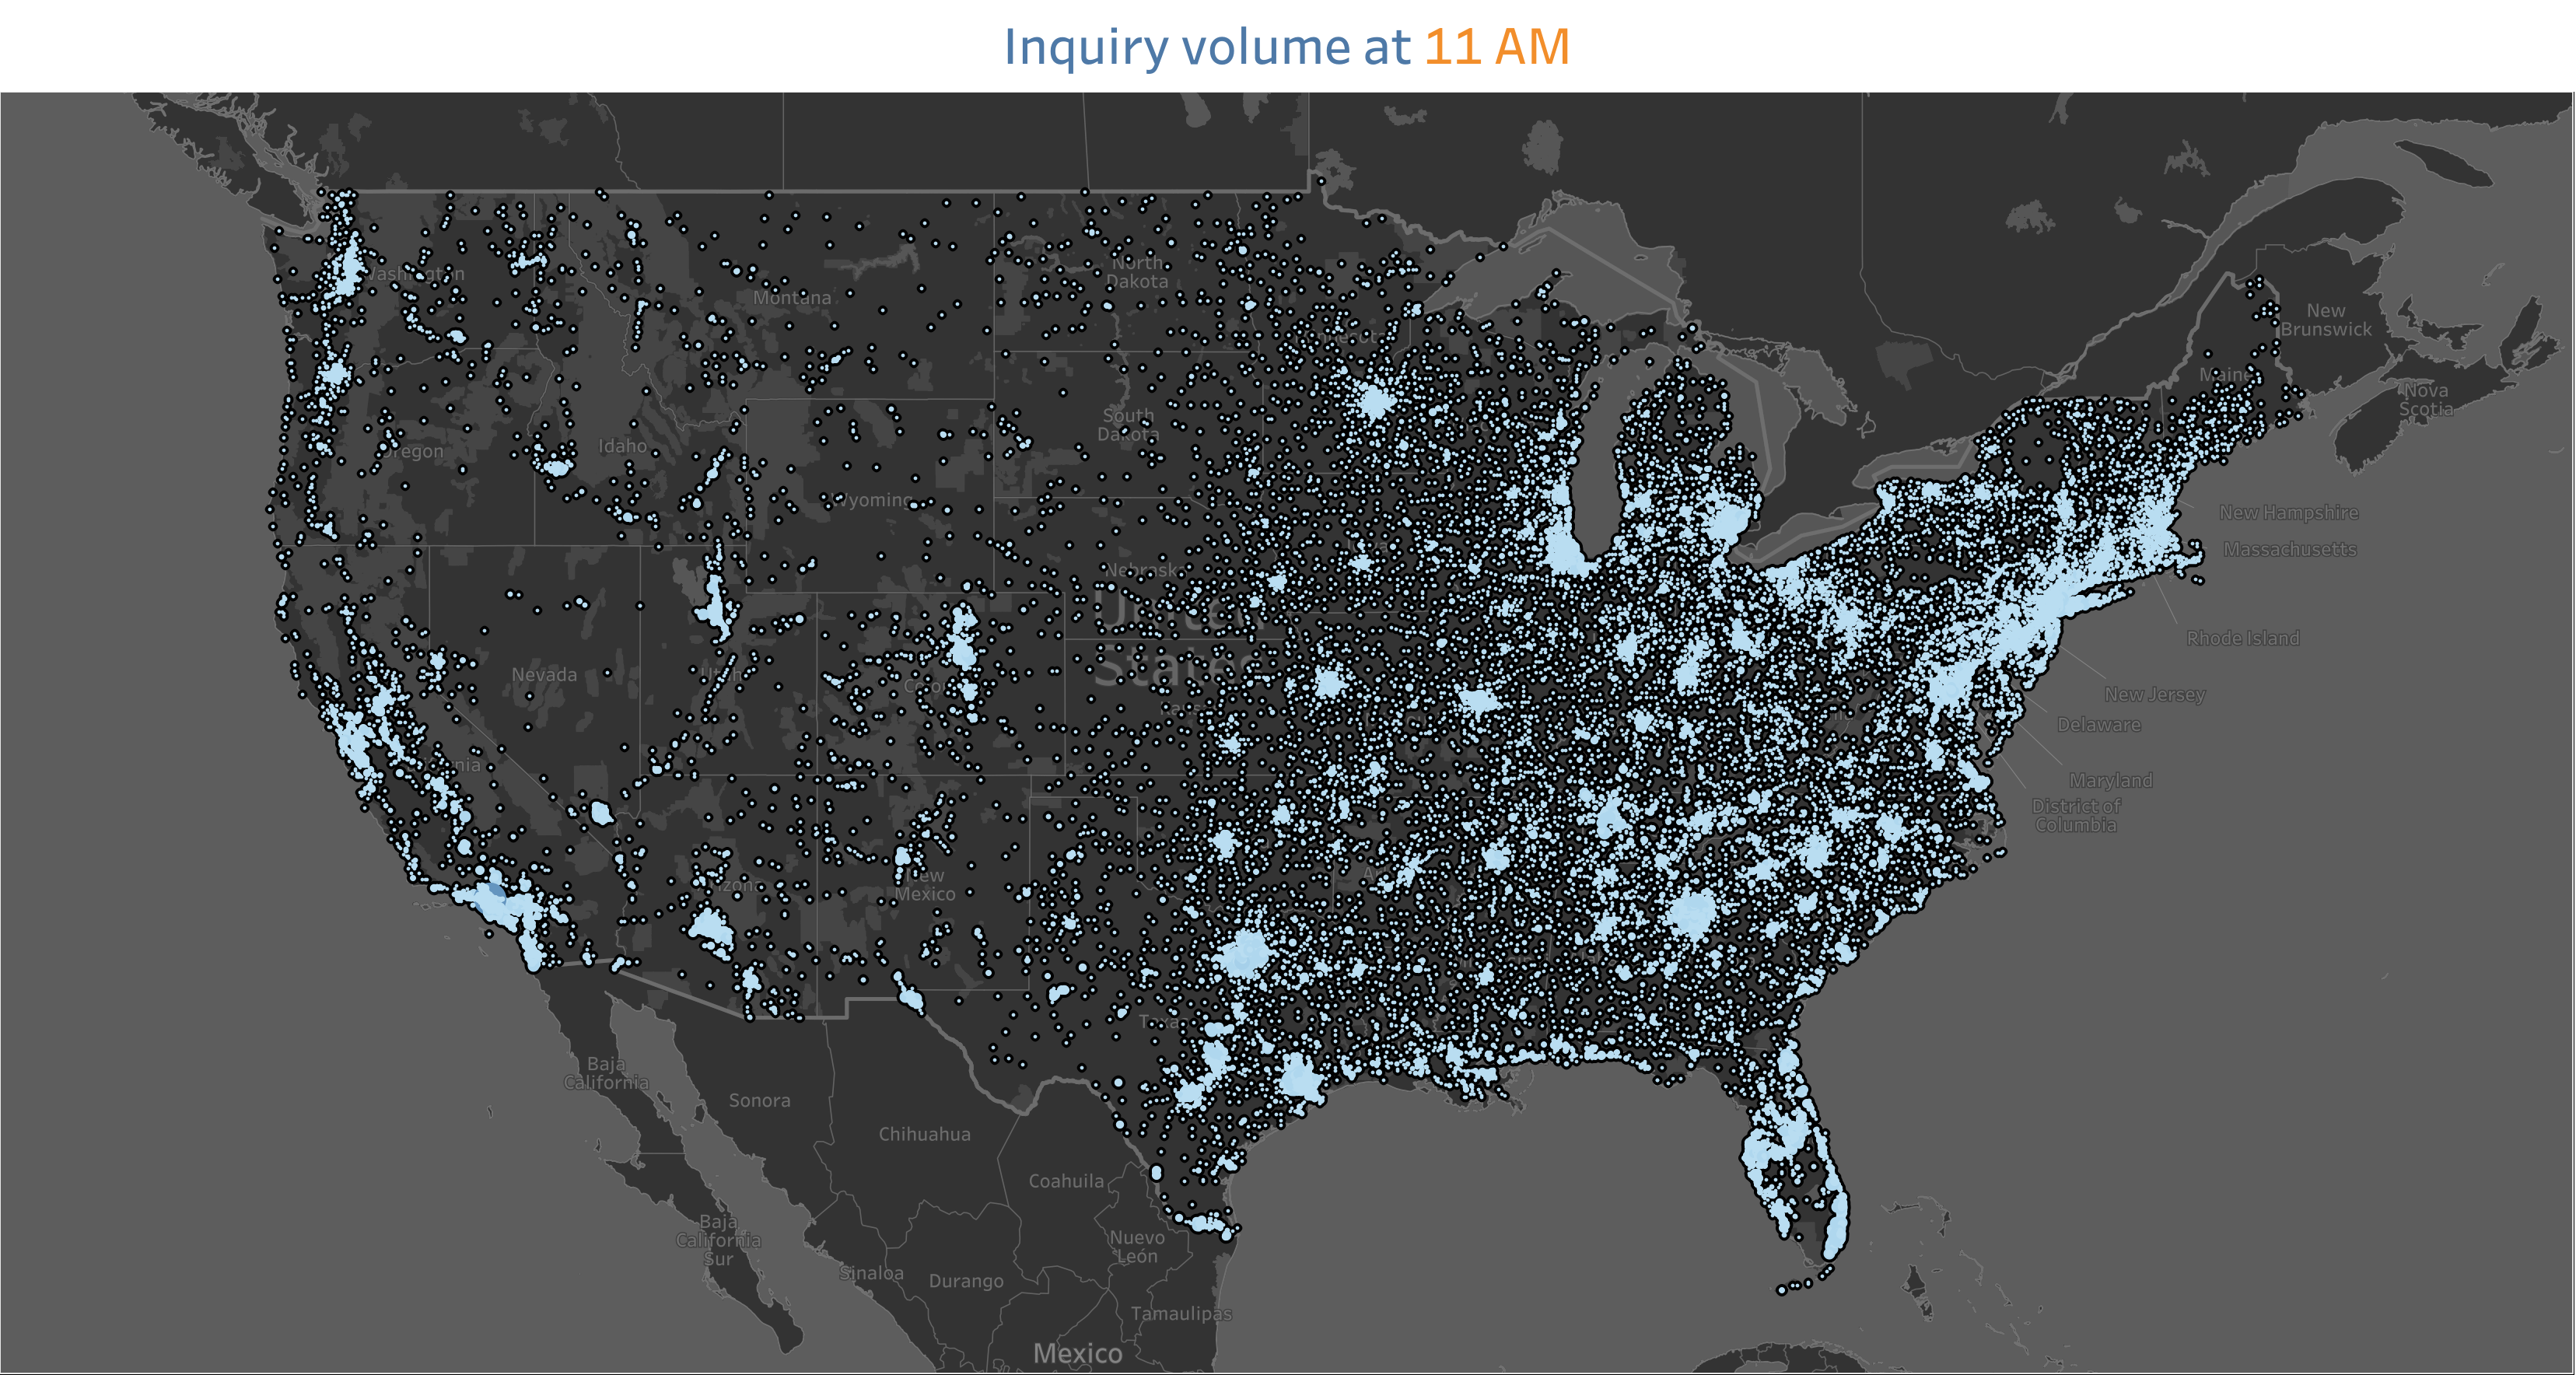 Inquiry volume at 11 AM
Washington
Montana
North
Dakota
South
Dakota
Oregon
Idaho
Wyoming
Nebraska
United
States
Nevada
Utah
Arizona
New
Mexico
Texas
Maine
New
Brunswick
Nova
Scotia
New Hampshire
Massachusetts
Rhode Island
New Jersey
Delaware
Maryland
District of
Columbia
Baja
California
Sonora
Chihuahua
Coahuila
Baja
California
Sur
Nuevo
León
Sinaloa
Durango
Tamaulipas
Mexico